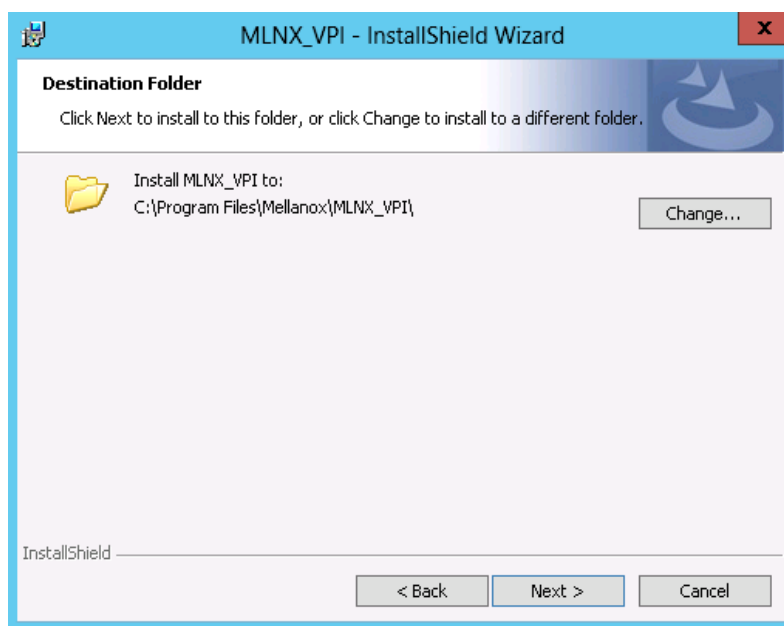 MLNX_VPI - InstallShield Wizard
x
Destination Folder
Click Next to install to this folder, or click Change to install to a different folder.
Install MLNX_VPI to:
C:\Program Files\Mellanox\MLNX_VPI\
Change...
InstallShield
< Back
Next >
Cancel